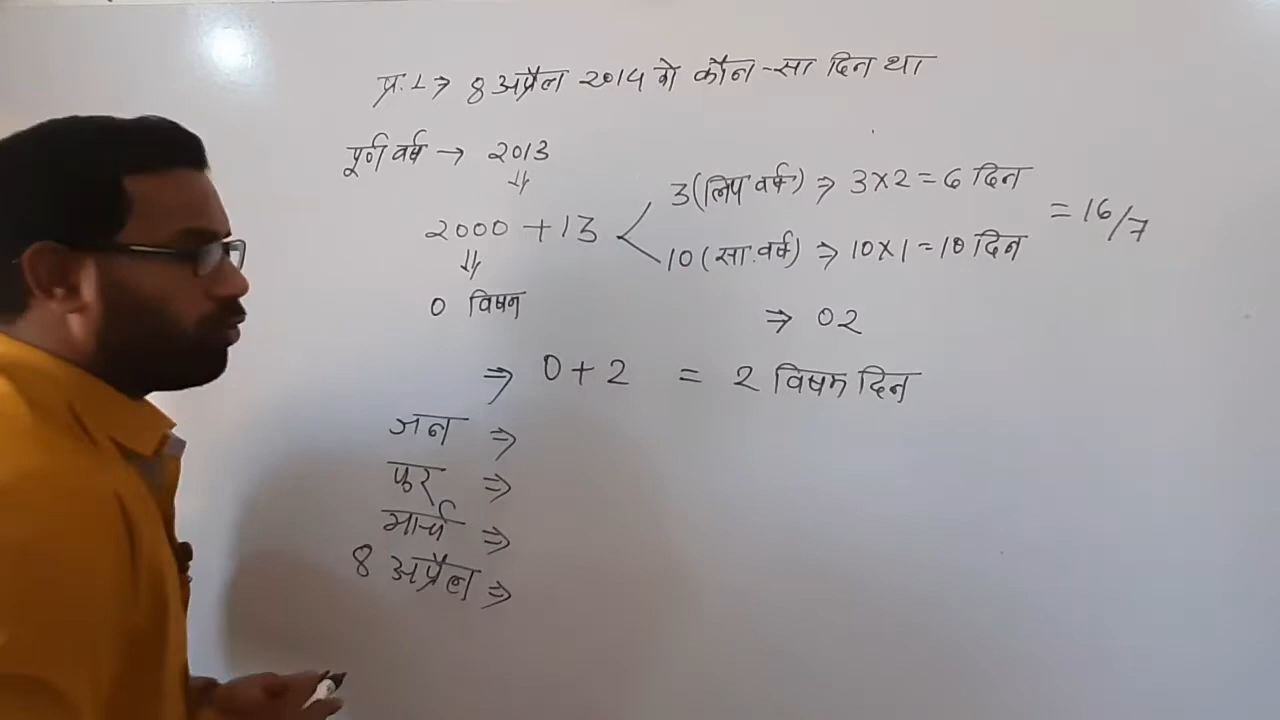 प्र.1→ 8 अप्रैल 2014 को कौन-सा दिन था
पूर्ण वर्ष → 2013
⇓
3(लिप वर्ष) ⇒ 3×2=6 दिन
2000+13
=16/7
10(सा.वर्ष) ⇒ 10×1=10 दिन
⇓
0 विषम
⇒ 02
⇒ 0+2 = 2 विषम दिन
जन ⇒
फर ⇒
मार्च ⇒
8 अप्रैल ⇒